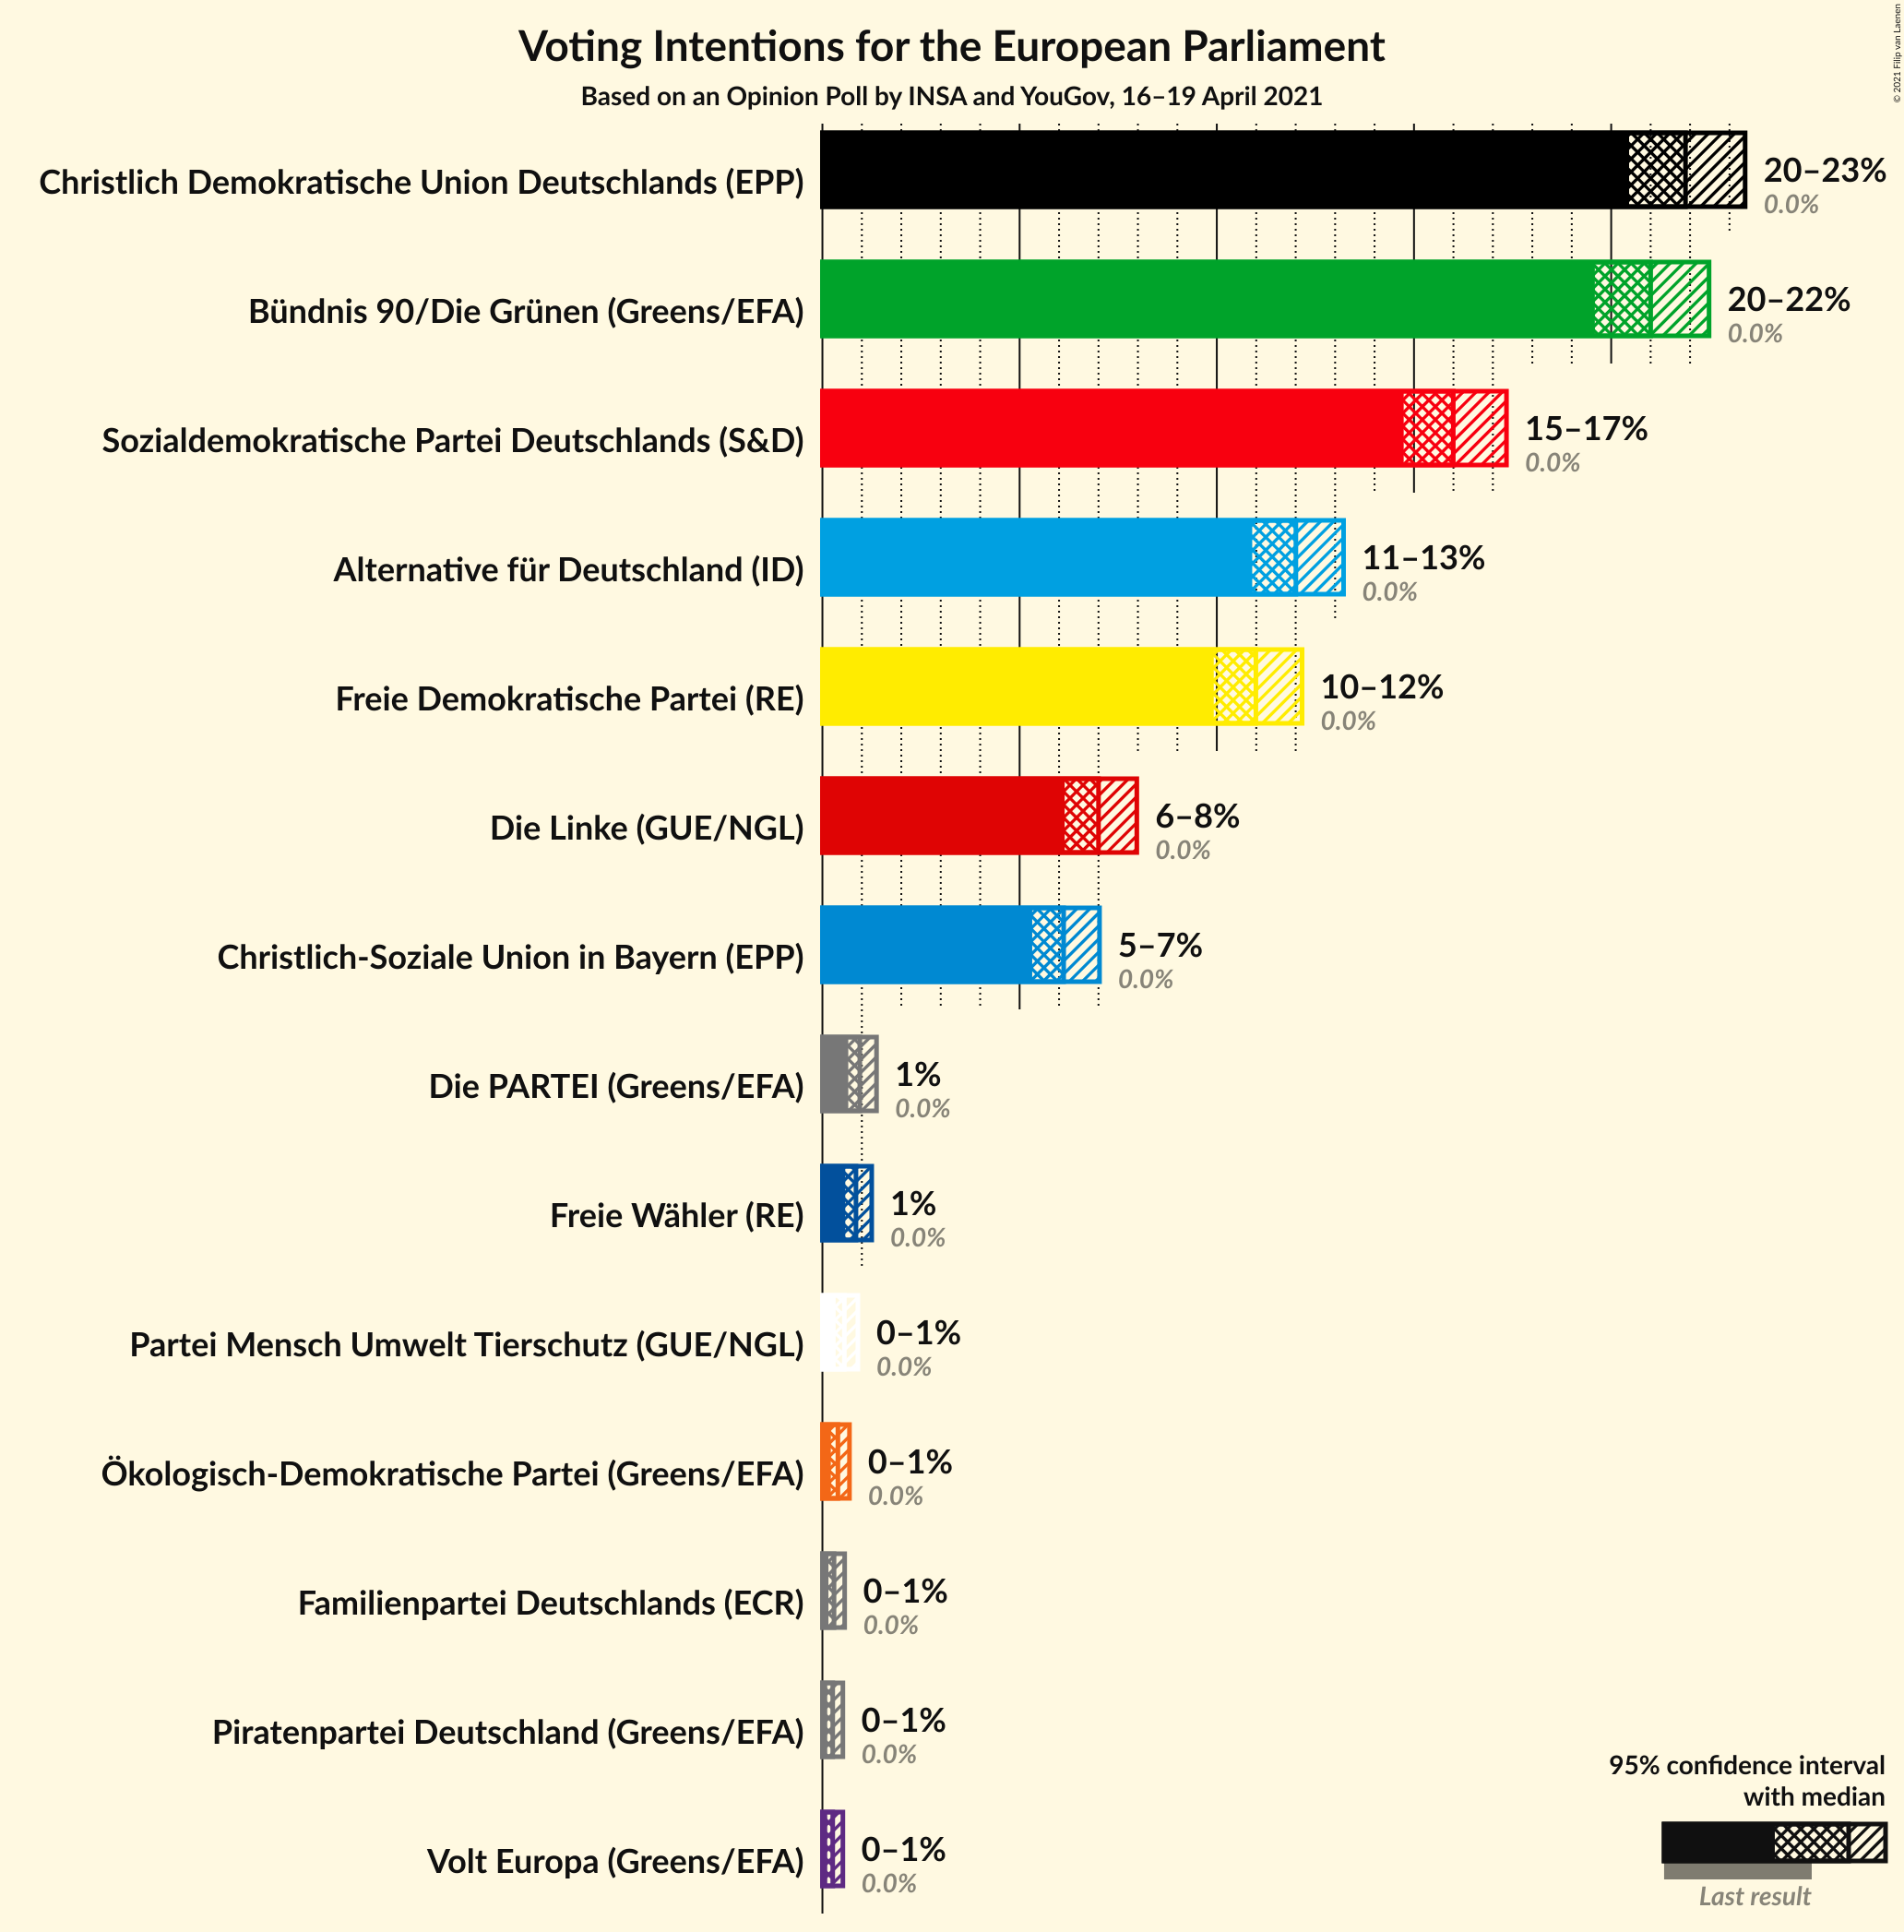 Voting Intentions for the European Parliament
Based on an Opinion Poll by INSA and YouGov, 16–19 April 2021
© 2021 Filip van Laenen
Christlich Demokratische Union Deutschlands (EPP)
20–23%
0.0%
Bündnis 90/Die Grünen (Greens/EFA)
20–22%
0.0%
Sozialdemokratische Partei Deutschlands (S&D)
15–17%
0.0%
Alternative für Deutschland (ID)
11–13%
0.0%
Freie Demokratische Partei (RE)
10–12%
0.0%
Die Linke (GUE/NGL)
6–8%
0.0%
Christlich-Soziale Union in Bayern (EPP)
5–7%
0.0%
Die PARTEI (Greens/EFA)
1%
0.0%
Freie Wähler (RE)
1%
0.0%
Partei Mensch Umwelt Tierschutz (GUE/NGL)
0–1%
0.0%
Ökologisch-Demokratische Partei (Greens/EFA)
0–1%
0.0%
Familienpartei Deutschlands (ECR)
0–1%
0.0%
Piratenpartei Deutschland (Greens/EFA)
0–1%
0.0%
Volt Europa (Greens/EFA)
0–1%
0.0%
95% confidence interval
with median
Last result